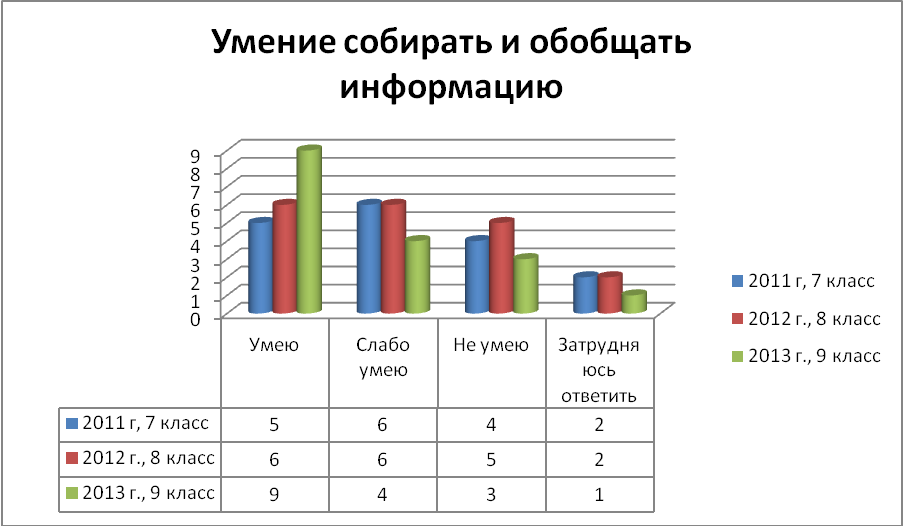 Умение собирать и обобщать
информацию
9
8
7
6
5
4
3
2
1
0
Умею
Слабо
умею
Не умею
Затрудня
юсь
ответить
2011 г, 7 класс 5 6 4 2
2012 г., 8 класс 6 6 5 2
2013 г., 9 класс 9 4 3 1
2011 г, 7 класс
2012 г., 8 класс
2013 г., 9 класс